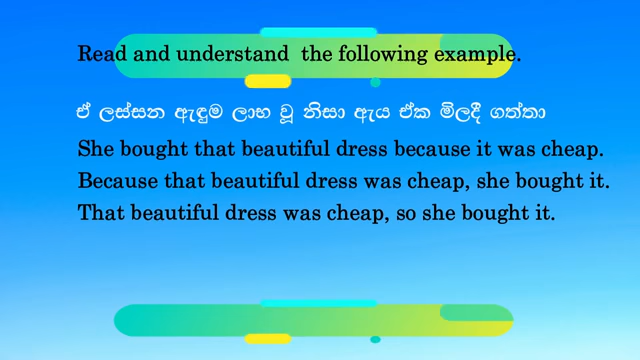 Read and understand the following example.
ඒ ලස්සන ඇඳුම ලාභ වූ නිසා ඇය ඒක මිලදී ගත්තා
She bought that beautiful dress because it was cheap.
Because that beautiful dress was cheap, she bought it.
That beautiful dress was cheap, so she bought it.